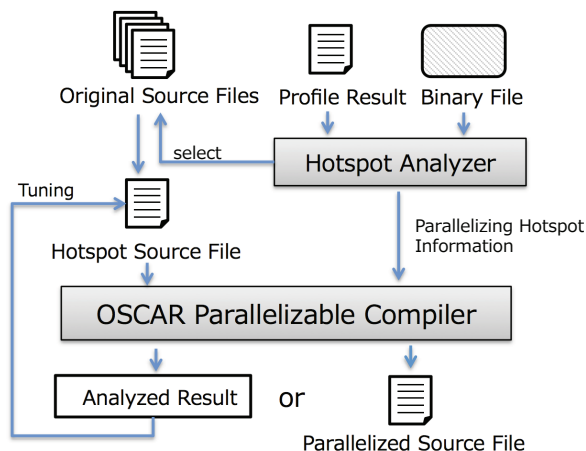 Original Source Files
Profile Result
Binary File
select
Hotspot Analyzer
Tuning
Hotspot Source File
Parallelizing Hotspot
Information
OSCAR Parallelizable Compiler
Analyzed Result
or
Parallelized Source File